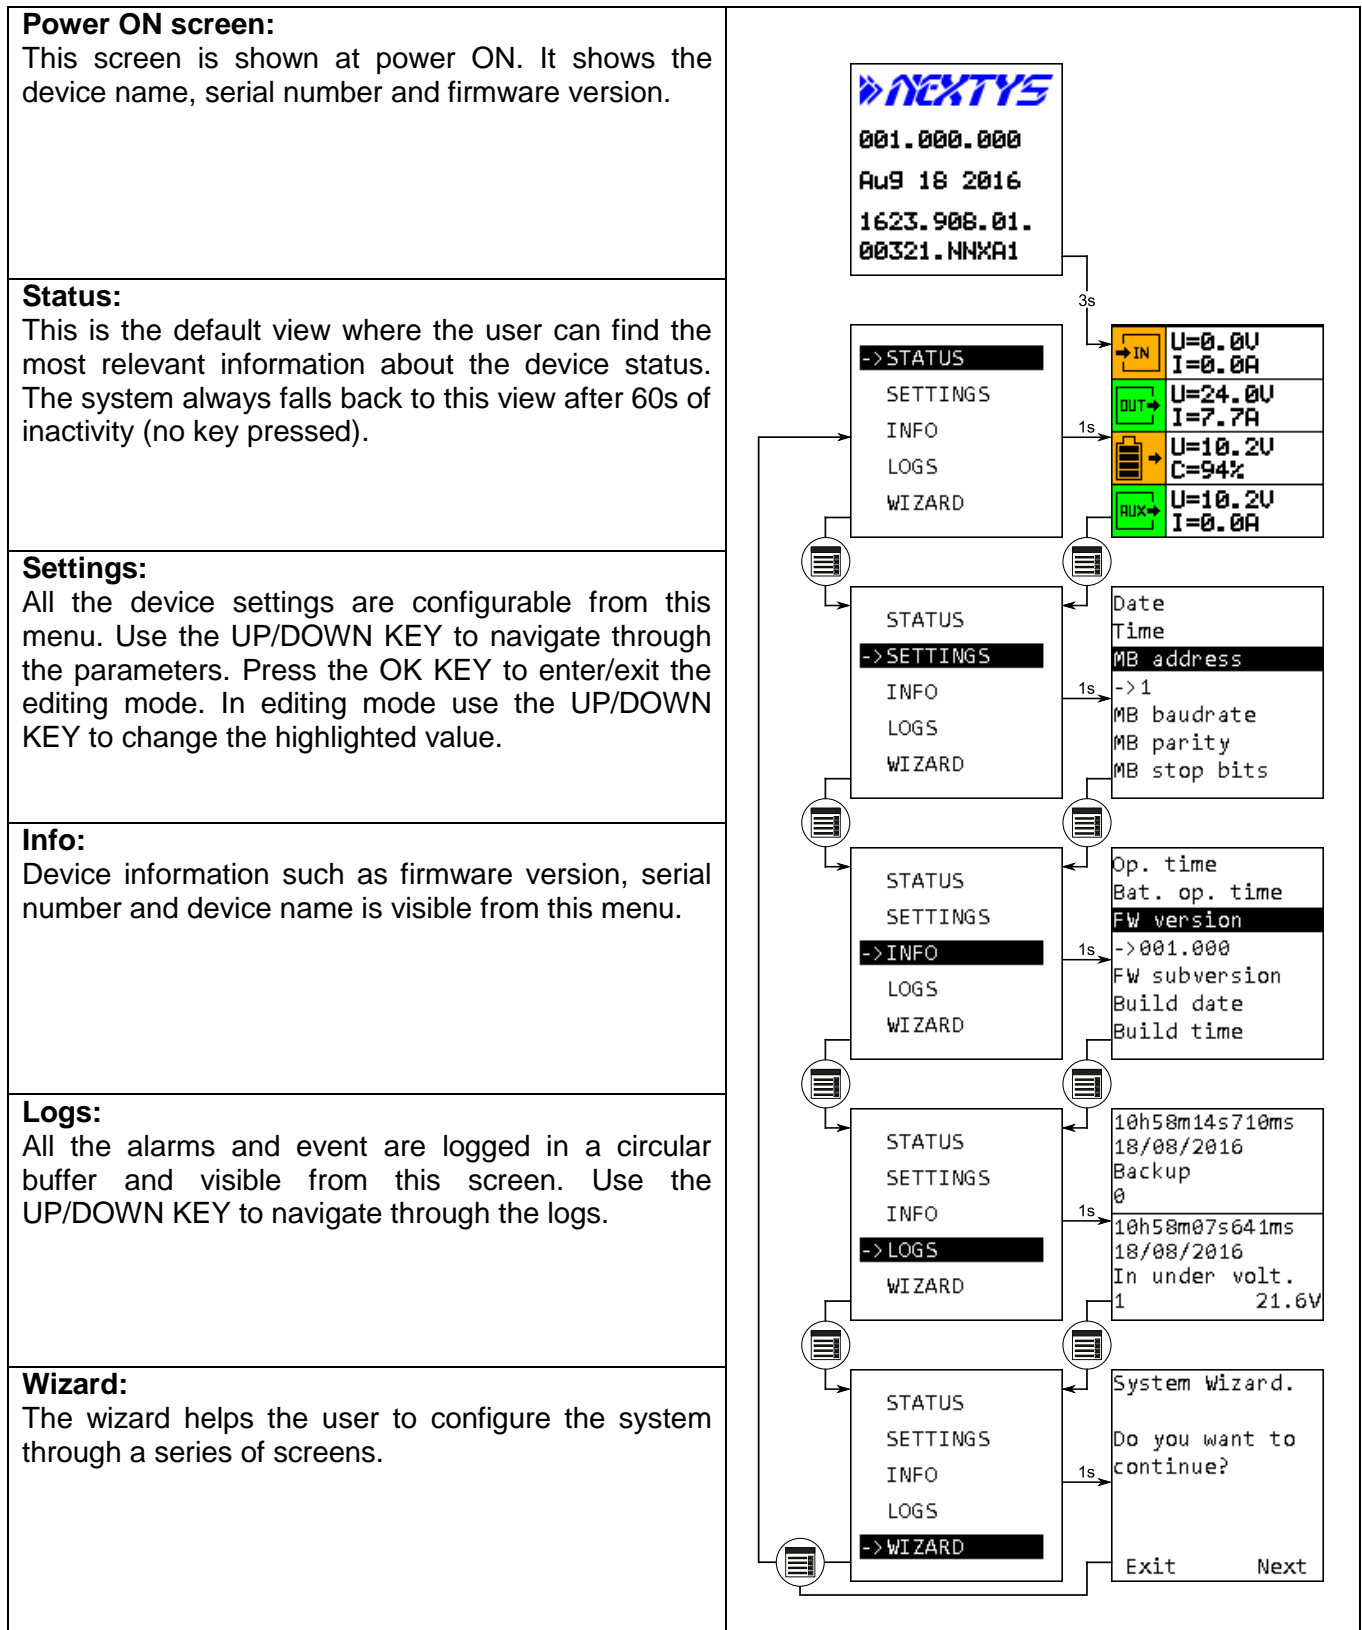 Power ON screen:
This screen is shown at power ON. It shows the
device name, serial number and firmware version.
NEXTYS
001.000.000
Aug 18 2016
1623.908.01.
00321.NNXA1
3s
Status:
This is the default view where the user can find the
most relevant information about the device status.
The system always falls back to this view after 60s of
inactivity (no key pressed).
->STATUS
SETTINGS
INFO
LOGS
WIZARD
1s
IN
U=0.0V
I=0.0A
OUT
U=24.0V
I=7.7A
U=10.2V
C=94%
AUX
U=10.2V
I=0.0A
Settings:
All the device settings are configurable from this
menu. Use the UP/DOWN KEY to navigate through
the parameters. Press the OK KEY to enter/exit the
editing mode. In editing mode use the UP/DOWN
KEY to change the highlighted value.
STATUS
->SETTINGS
INFO
LOGS
WIZARD
1s
Date
Time
MB address
->1
MB baudrate
MB parity
MB stop bits
Info:
Device information such as firmware version, serial
number and device name is visible from this menu.
STATUS
SETTINGS
->INFO
LOGS
WIZARD
1s
Op. time
Bat. op. time
FW version
->001.000
FW subversion
Build date
Build time
Logs:
All the alarms and event are logged in a circular
buffer and visible from this screen. Use the
UP/DOWN KEY to navigate through the logs.
STATUS
SETTINGS
INFO
->LOGS
WIZARD
1s
10h58m14s710ms
18/08/2016
Backup
0
10h58m07s641ms
18/08/2016
In under volt.
1 21.6V
Wizard:
The wizard helps the user to configure the system
through a series of screens.
STATUS
SETTINGS
INFO
LOGS
->WIZARD
1s
System Wizard.
Do you want to
continue?
Exit Next